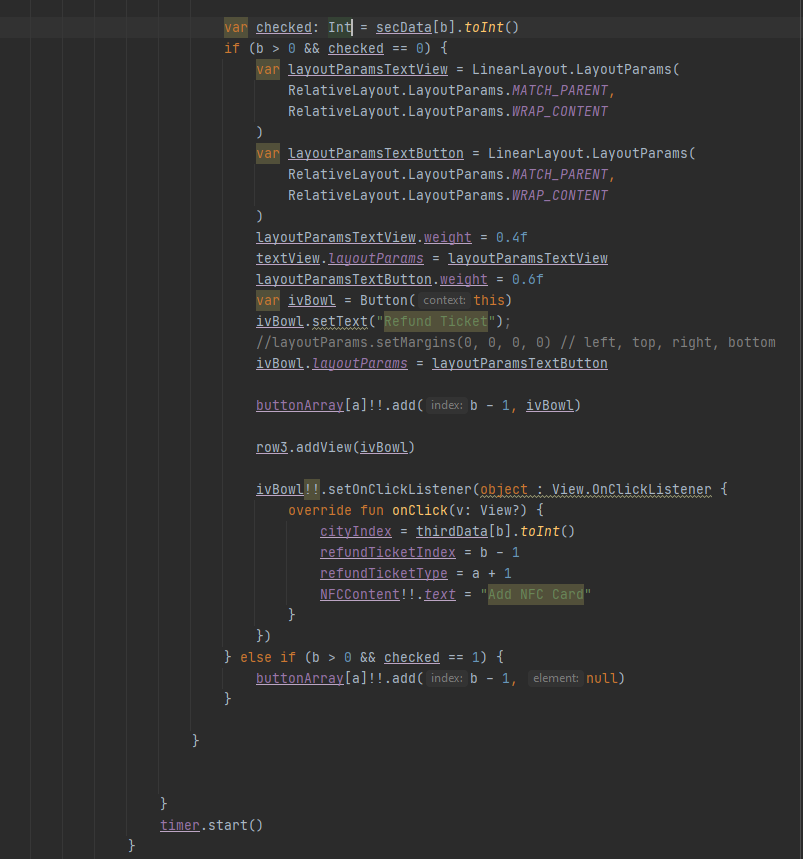 var checked: Int = secData[b].toInt()
if (b > 0 && checked == 0) {
var layoutParamsTextView = LinearLayout.LayoutParams(
RelativeLayout.LayoutParams.MATCH_PARENT,
RelativeLayout.LayoutParams.WRAP_CONTENT
)
var layoutParamsTextButton = LinearLayout.LayoutParams(
RelativeLayout.LayoutParams.MATCH_PARENT,
RelativeLayout.LayoutParams.WRAP_CONTENT
)
layoutParamsTextView.weight = 0.4f
textView.layoutParams = layoutParamsTextView
layoutParamsTextButton.weight = 0.6f
var ivBowl = Button( context: this)
ivBowl.setText("Refund Ticket");
//layoutParams.setMargins(0, 0, 0, 0) // left, top, right, bottom
ivBowl.layoutParams = layoutParamsTextButton
buttonArray[a]!!.add( index: b - 1, ivBowl)
row3.addView(ivBowl)
ivBowl!!.setOnClickListener(object : View.OnClickListener {
override fun onClick(v: View?) {
cityIndex = thirdData[b].toInt()
refundTicketIndex = b - 1
refundTicketType = a + 1
NFCContent!!.text = "Add NFC Card"
}
})
} else if (b > 0 && checked == 1) {
buttonArray[a]!!.add( index: b - 1, element: null)
}
}
}
timer.start()
}